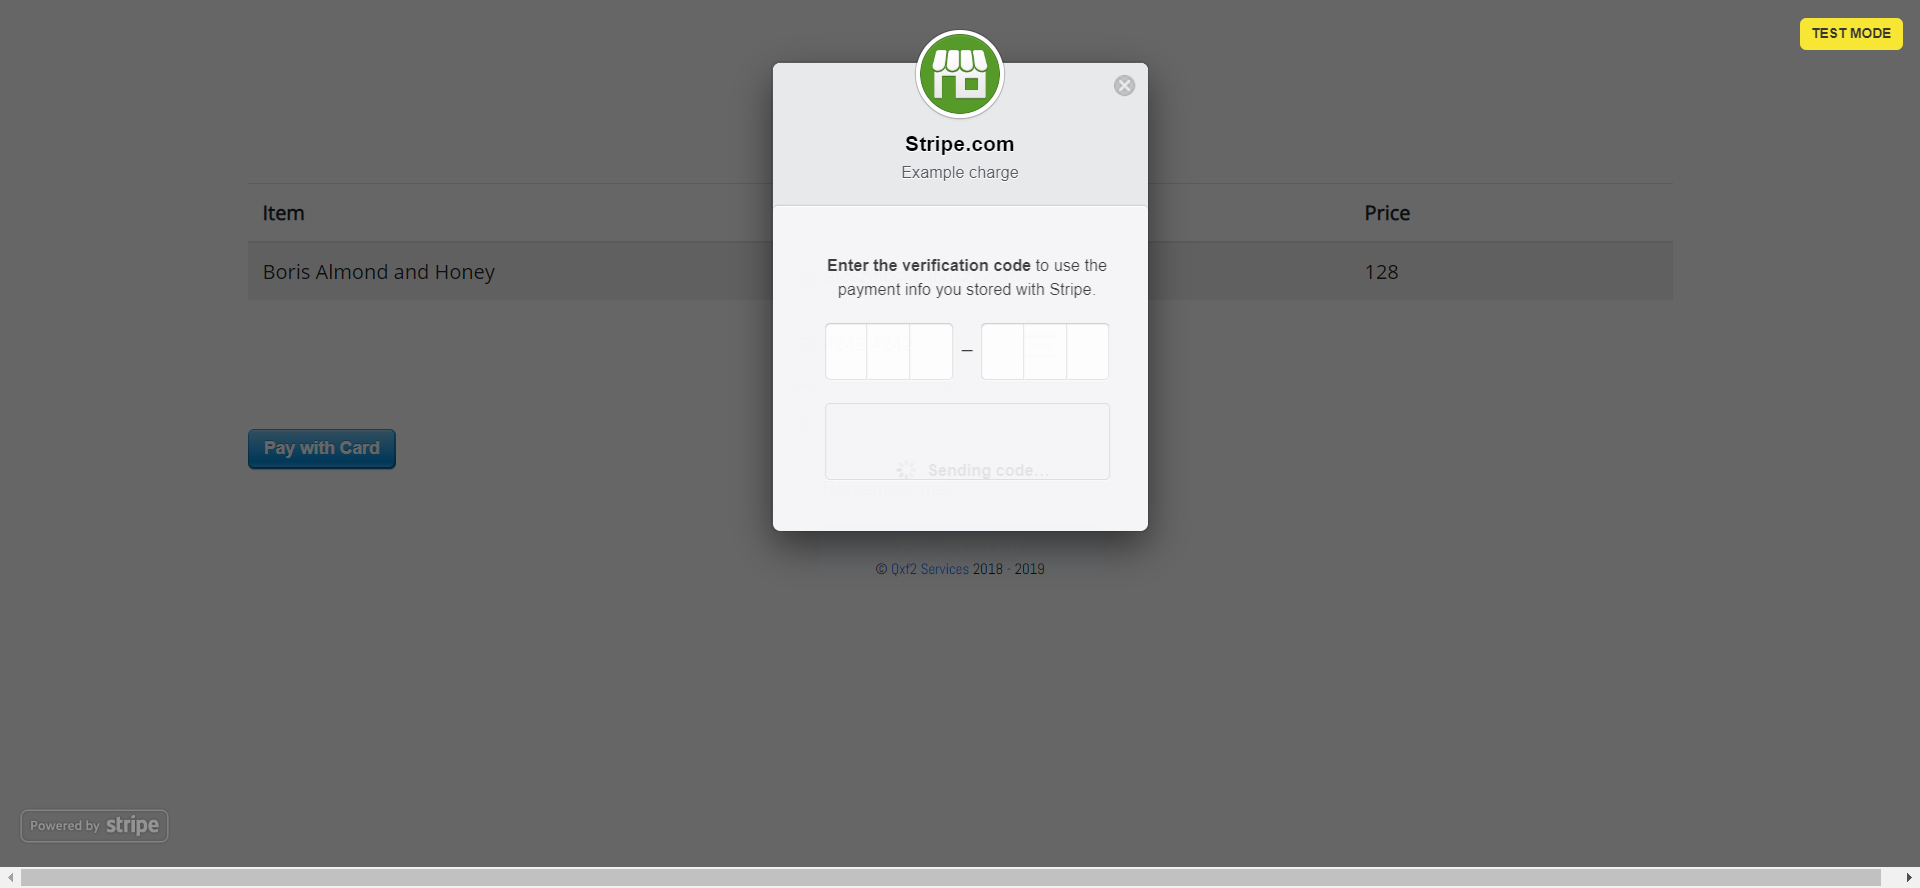 TEST MODE
Stripe.com
Example charge
Item Price
Boris Almond and Honey 128
Enter the verification code to use the
payment info you stored with Stripe.
–
Pay with Card
Sending code...
© Qxf2 Services 2018 - 2019
Powered by stripe